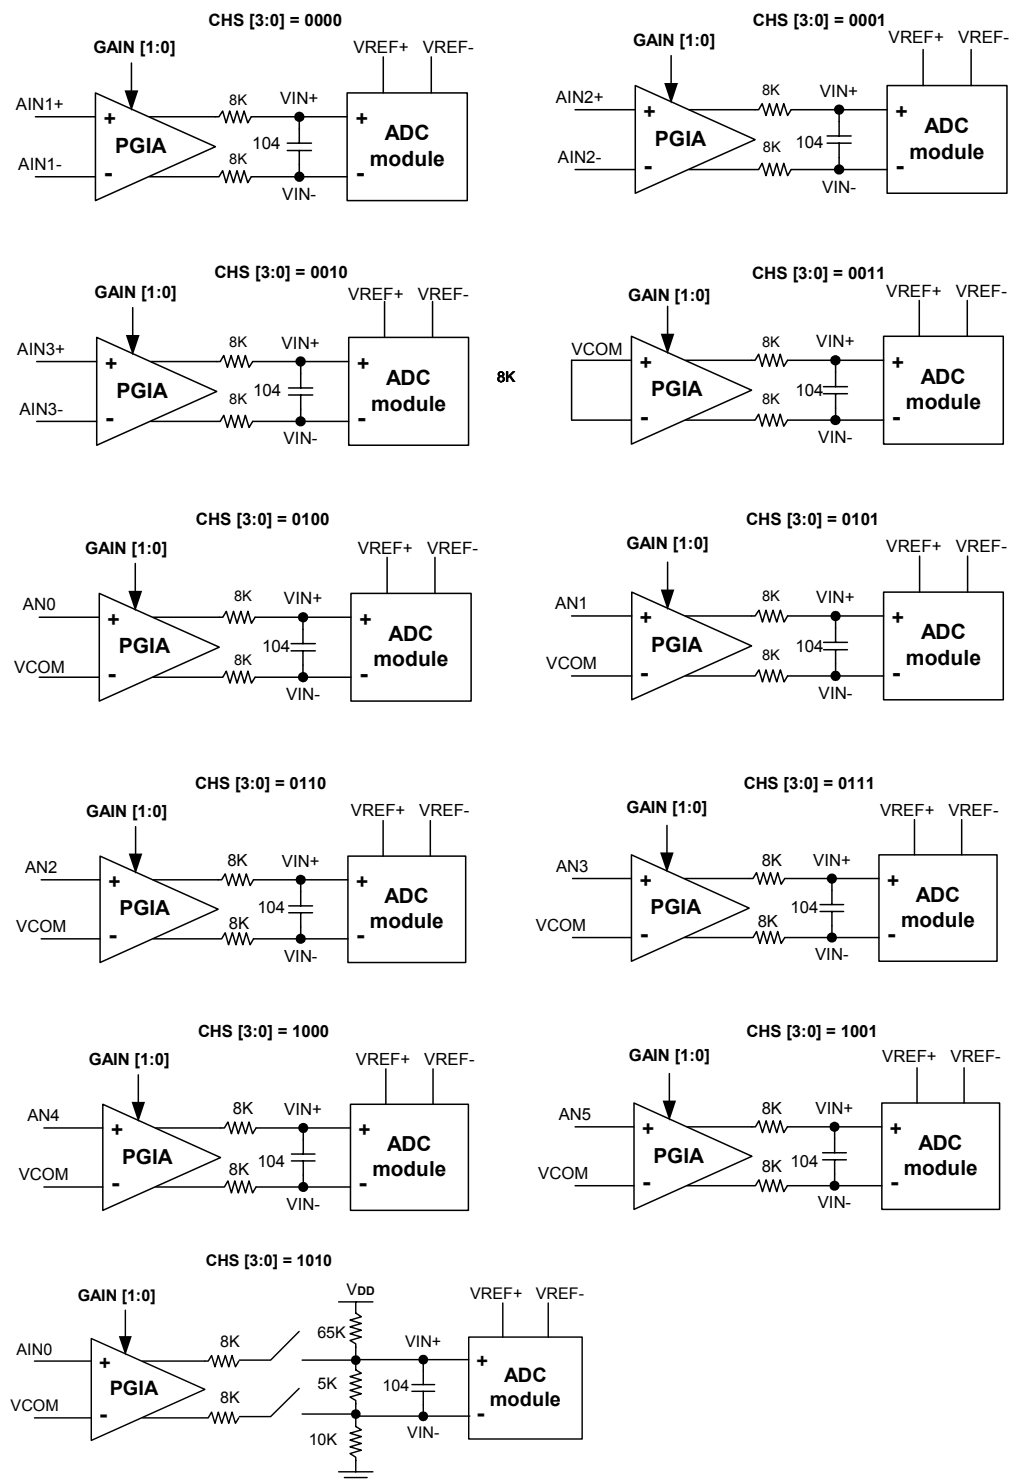 CHS [3:0] = 0000
GAIN [1:0]
VREF+ VREF-
AIN1+
8K
VIN+
+
+
PGIA
104
ADC
module
AIN1-
-
8K
VIN-
-
CHS [3:0] = 0001
GAIN [1:0]
VREF+ VREF-
AIN2+
8K
VIN+
+
+
PGIA
104
ADC
module
AIN2-
-
8K
VIN-
-
CHS [3:0] = 0010
GAIN [1:0]
VREF+ VREF-
AIN3+
8K
VIN+
+
+
PGIA
104
ADC
module
AIN3-
-
8K
VIN-
-
8K
CHS [3:0] = 0011
GAIN [1:0]
VREF+ VREF-
VCOM
8K
VIN+
+
+
PGIA
104
ADC
module
-
8K
VIN-
-
CHS [3:0] = 0100
GAIN [1:0]
VREF+ VREF-
AN0
8K
VIN+
+
+
PGIA
104
ADC
module
VCOM
-
8K
VIN-
-
CHS [3:0] = 0101
GAIN [1:0]
VREF+ VREF-
AN1
8K
VIN+
+
+
PGIA
104
ADC
module
VCOM
-
8K
VIN-
-
CHS [3:0] = 0110
GAIN [1:0]
VREF+ VREF-
AN2
8K
VIN+
+
+
PGIA
104
ADC
module
VCOM
-
8K
VIN-
-
CHS [3:0] = 0111
GAIN [1:0]
VREF+ VREF-
AN3
8K
VIN+
+
+
PGIA
104
ADC
module
VCOM
-
8K
VIN-
-
CHS [3:0] = 1000
GAIN [1:0]
VREF+ VREF-
AN4
8K
VIN+
+
+
PGIA
104
ADC
module
VCOM
-
8K
VIN-
-
CHS [3:0] = 1001
GAIN [1:0]
VREF+ VREF-
AN5
8K
VIN+
+
+
PGIA
104
ADC
module
VCOM
-
8K
VIN-
-
CHS [3:0] = 1010
GAIN [1:0]
VDD
VREF+ VREF-
65K
AIN0
8K
VIN+
+
+
PGIA
5K
104
ADC
module
VCOM
-
8K
10K
VIN-
-